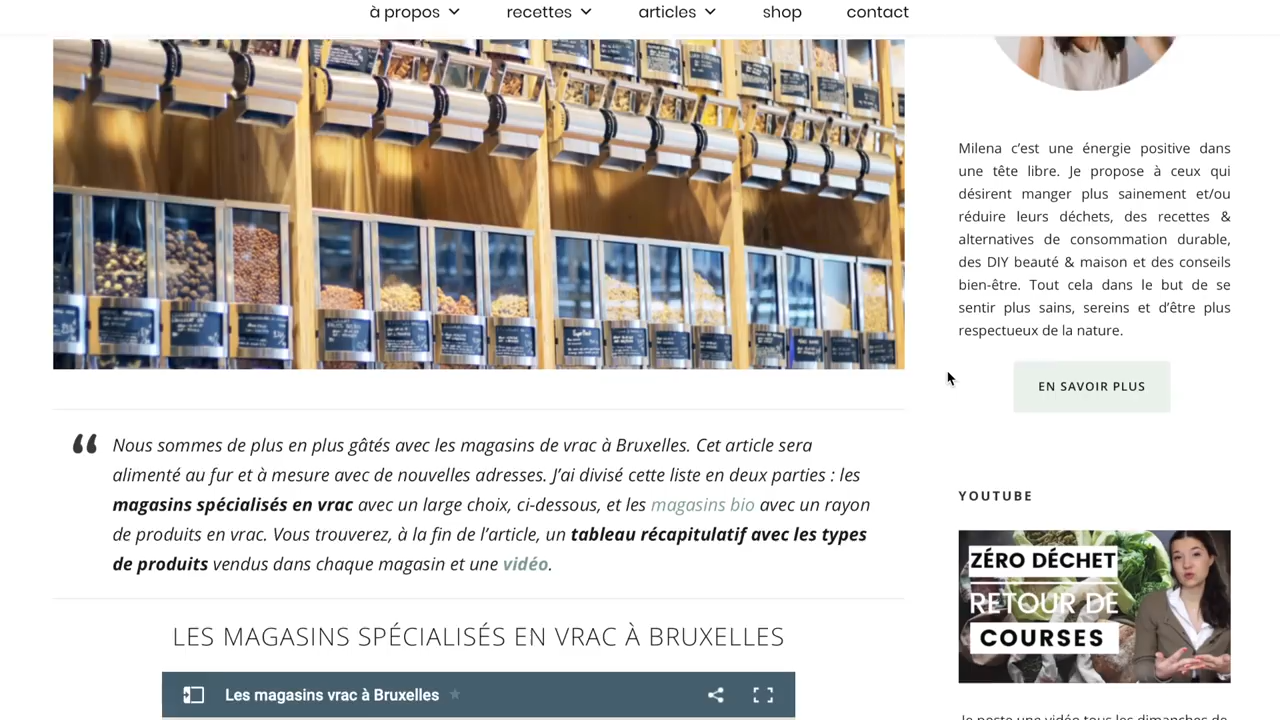 à propos recettes articles shop contact
Milena c'est une énergie positive dans
une tête libre. Je propose à ceux qui
désirent manger plus sainement et/ou
réduire leurs déchets, des recettes &
alternatives de consommation durable,
des DIY beauté & maison et des conseils
bien-être. Tout cela dans le but de se
sentir plus sains, sereins et d'être plus
respectueux de la nature.
EN SAVOIR PLUS
“ Nous sommes de plus en plus gâtés avec les magasins de vrac à Bruxelles. Cet article sera
alimenté au fur et à mesure avec de nouvelles adresses. J'ai divisé cette liste en deux parties : les
magasins spécialisés en vrac avec un large choix, ci-dessous, et les magasins bio avec un rayon
de produits en vrac. Vous trouverez, à la fin de l'article, un tableau récapitulatif avec les types
de produits vendus dans chaque magasin et une vidéo.
LES MAGASINS SPÉCIALISÉS EN VRAC À BRUXELLES
Les magasins vrac à Bruxelles
YOUTUBE
ZÉRO DÉCHET
RETOUR DE
COURSES
Je poste une vidéo tous les dimanches de